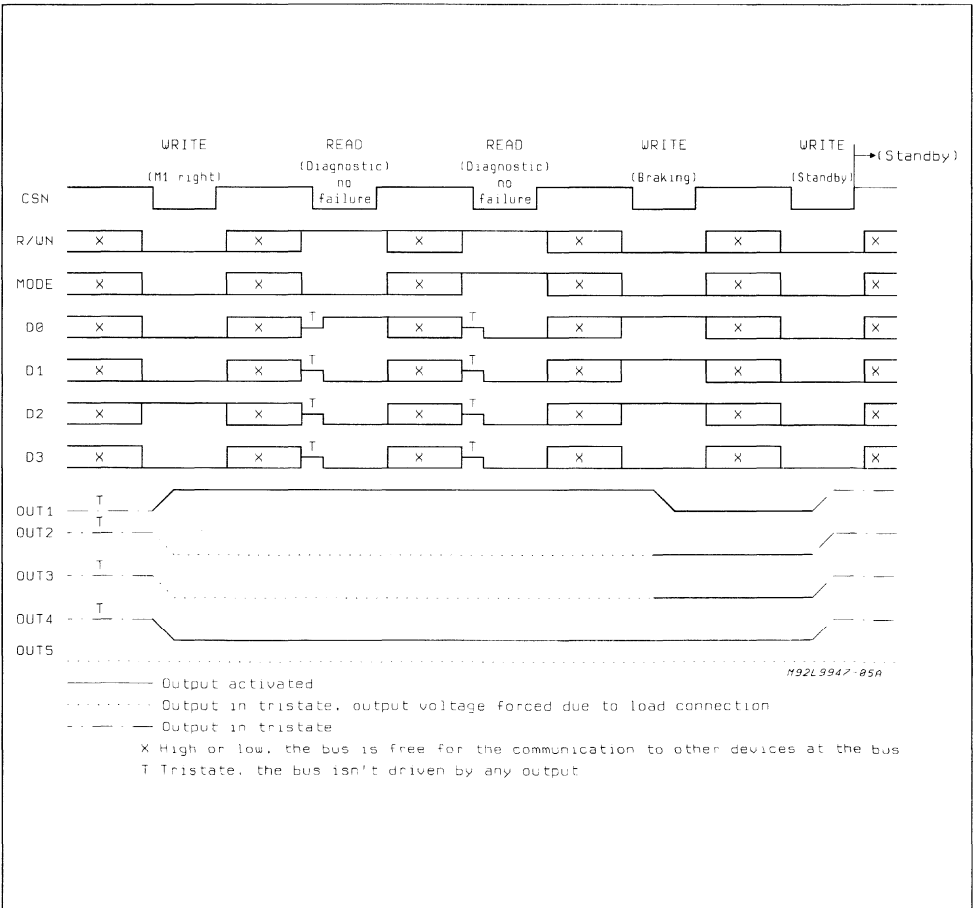 WRITE READ READ WRITE WRITE
(M1 right) (Diagnostic) no failure (Diagnostic) no failure (Braking) (Standby) (Standby)
CSN
R/WN X X X X X X
MODE X X X X X X
D0 X X T X T X X X
D1 X X T X T X X X
D2 X X T X T X X X
D3 X X T X T X X X
OUT1 T
OUT2 T
OUT3 T
OUT4 T
OUT5
M92L9947-05A
Output activated
Output in tristate, output voltage forced due to load connection
Output in tristate
X High or low, the bus is free for the communication to other devices at the bus
T Tristate, the bus isn't driven by any output